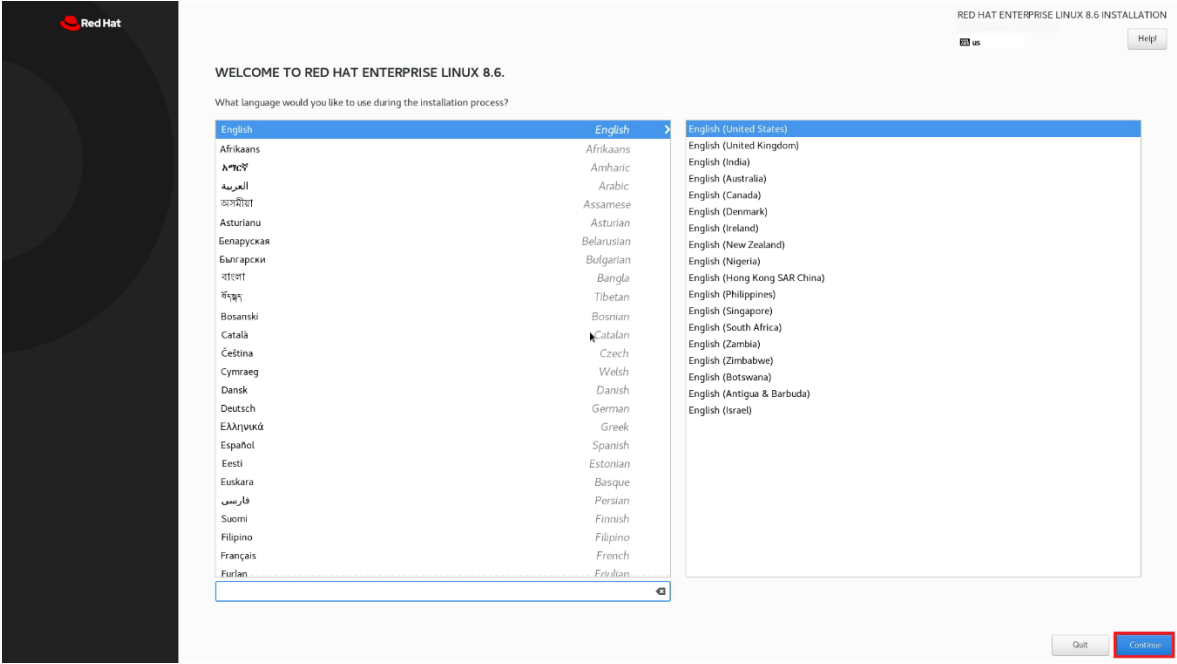 Red Hat
RED HAT ENTERPRISE LINUX 8.6 INSTALLATION
us
Help!
WELCOME TO RED HAT ENTERPRISE LINUX 8.6.
What language would you like to use during the installation process?
English English
Afrikaans Afrikaans
አማርኛ Amharic
العربية Arabic
অসমীয়া Assamese
Asturianu Asturian
Беларуская Belarusian
Български Bulgarian
বাংলা Bangla
བོད་སྐད་ Tibetan
Bosanski Bosnian
Català Catalan
Čeština Czech
Cymraeg Welsh
Dansk Danish
Deutsch German
Ελληνικά Greek
Español Spanish
Eesti Estonian
Euskara Basque
فارسی Persian
Suomi Finnish
Filipino Filipino
Français French
Furlan Friulian
English (United States)
English (United Kingdom)
English (India)
English (Australia)
English (Canada)
English (Denmark)
English (Ireland)
English (New Zealand)
English (Nigeria)
English (Hong Kong SAR China)
English (Philippines)
English (Singapore)
English (South Africa)
English (Zambia)
English (Zimbabwe)
English (Botswana)
English (Antigua & Barbuda)
English (Israel)
Quit
Continue